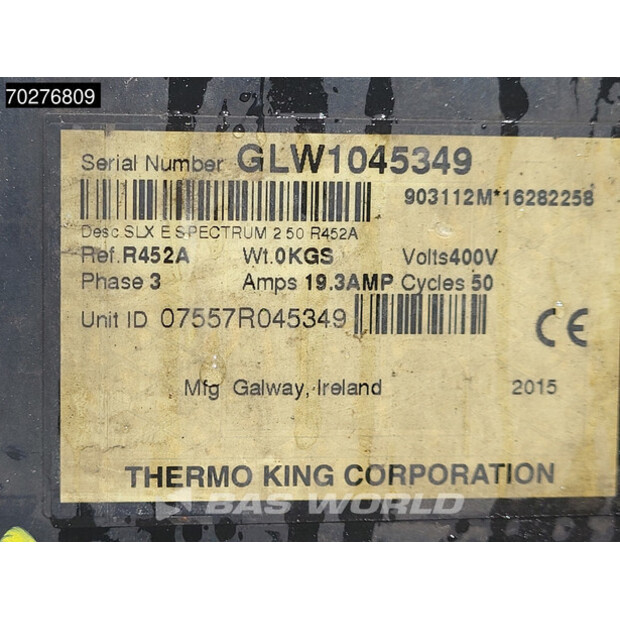 70276809
Serial Number GLW1045349
903112M*16282258
Desc.SLX E SPECTRUM 2 50 R452A
Ref.R452A Wt.0KGS Volts400V
Phase 3 Amps 19.3AMP Cycles 50
Unit ID 07557R045349 CE
Mfg Galway, Ireland 2015
THERMO KING CORPORATION
BAS WORLD